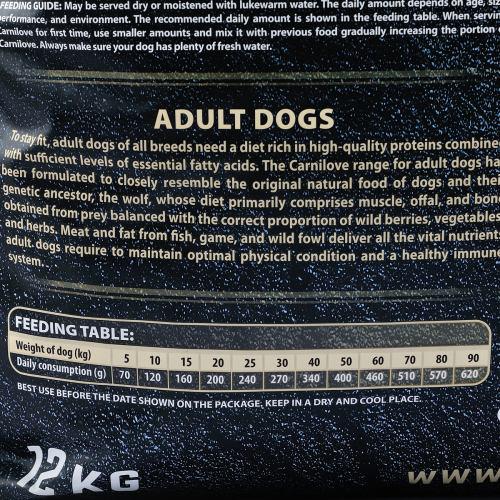 FEEDING GUIDE: May be served dry or moistened with lukewarm water. The daily amount depends on age, siz
performance, and environment. The recommended daily amount is shown in the feeding table. When servin
Carnilove for first time, use smaller amounts and mix it with previous food gradually increasing the portion o
Carnilove. Always make sure your dog has plenty of fresh water.
ADULT DOGS
To stay fit, adult dogs of all breeds need a diet rich in high-quality proteins combine
with sufficient levels of essential fatty acids. The Carnilove range for adult dogs ha
been formulated to closely resemble the original natural food of dogs and thei
genetic ancestor, the wolf, whose diet primarily comprises muscle, offal, and bon
obtained from prey balanced with the correct proportion of wild berries, vegetables
and herbs. Meat and fat from fish, game, and wild fowl deliver all the vital nutrients
adult dogs require to maintain optimal physical condition and a healthy immune
system.
FEEDING TABLE:
Weight of dog (kg) 5 10 15 20 25 30 40 50 60 70 80 90
Daily consumption (g) 70 120 160 200 240 270 340 400 460 510 570 620
BEST USE BEFORE THE DATE SHOWN ON THE PACKAGE. KEEP IN A DRY AND COOL PLACE.
12 KG
www